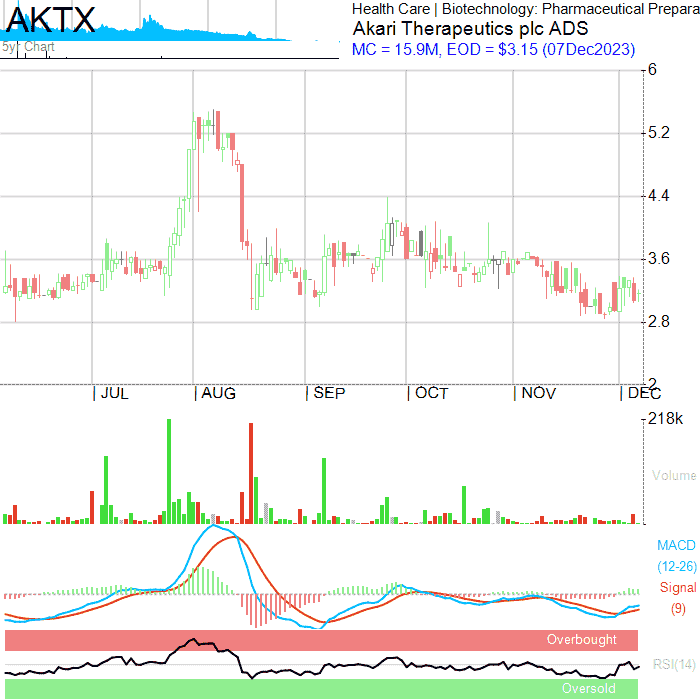 AKTX
5yr Chart
Health Care | Biotechnology: Pharmaceutical Prepara
Akari Therapeutics plc ADS
MC = 15.9M, EOD = $3.15 (07Dec2023)
6
5.2
4.4
3.6
2.8
2
JUL
AUG
SEP
OCT
NOV
DEC
218k
Volume
MACD
(12-26)
Signal
(9)
Overbought
RSI(14)
Oversold